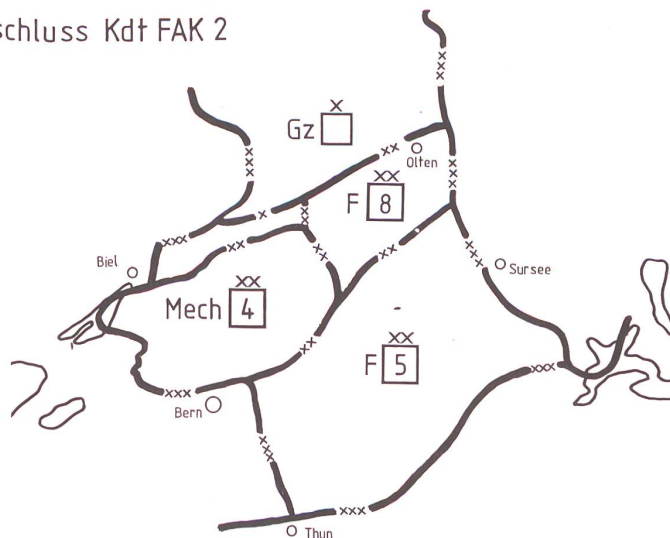 schluss Kdt FAK 2
Gz
Olten
F 8
Biel
Sursee
Mech 4
F 5
Bern
Thun